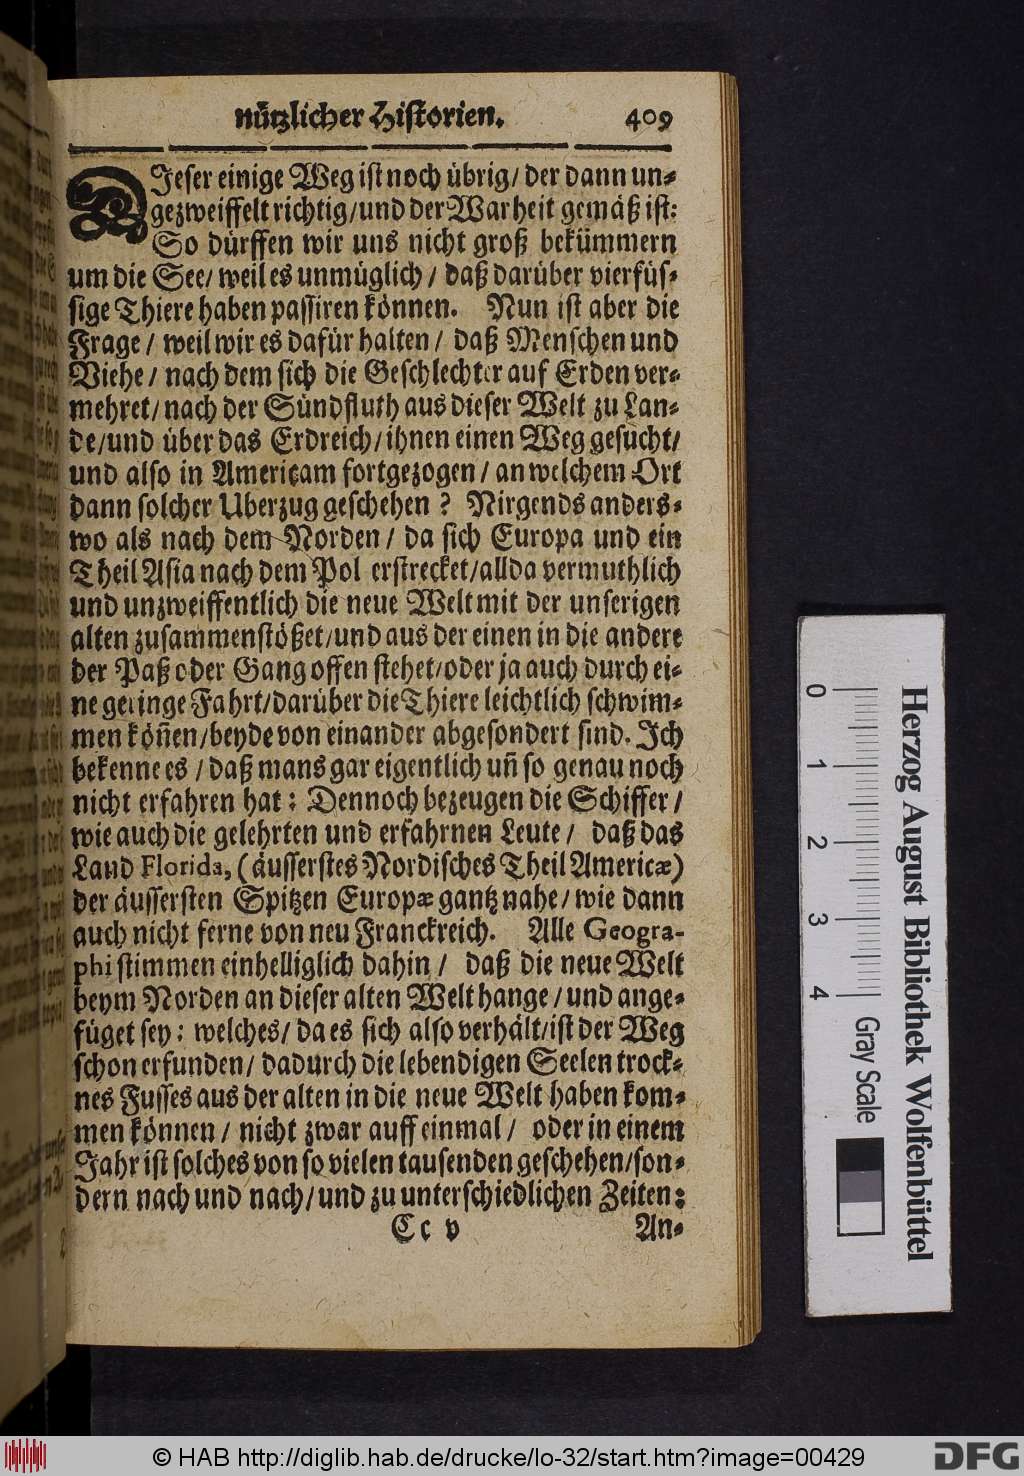 nützlicher Historien. 409
DIeser einige Weg ist noch übrig/ der dann un-
gezweiffelt richtig/und der Warheit gemäß ist:
So dürffen wir uns nicht groß bekümmern
um die See/ weil es unmüglich/ daß darüber vierfüs-
sige Thiere haben passiren können. Nun ist aber die
Frage/ weil wir es dafür halten/ daß Menschen und
Viehe/ nach dem sich die Geschlechter auf Erden ver-
mehret/ nach der Sündfluth aus dieser Welt zu Lan-
de/und über das Erdreich/ihnen einen Weg gesucht/
und also in Americam fortgezogen/ an welchem Ort
dann solcher Uberzug geschehen? Nirgends anders-
wo als nach dem Norden/ da sich Europa und ein
Theil Asia nach dem Pol erstrecket/allda vermuthlich
und unzweiffentlich die neue Welt mit der unserigen
alten zusammenstößet/und aus der einen in die andere
der Paß oder Gang offen stehet/oder ja auch durch ei-
ne geringe Fahrt/darüber die Thiere leichtlich schwim-
men köñen/beyde von einander abgesondert sind. Ich
bekenne es/ daß mans gar eigentlich uñ so genau noch
nicht erfahren hat: Dennoch bezeugen die Schiffer/
wie auch die gelehrten und erfahrnen Leute/ daß das
Land Florida, (äusserstes Nordisches Theil Americæ)
der äussersten Spitzen Europæ gantz nahe/ wie dann
auch nicht ferne von neu Franckreich. Alle Geogra-
phi stimmen einhelliglich dahin/ daß die neue Welt
beym Norden an dieser alten Welt hange/ und ange-
füget sey: welches/ da es sich also verhält/ist der Weg
schon erfunden/ dadurch die lebendigen Seelen trock-
nes Fusses aus der alten in die neue Welt haben kom-
men können/ nicht zwar auff einmal/ oder in einem
Jahr ist solches von so vielen tausenden geschehen/son-
dern nach und nach/und zu unterschiedlichen Zeiten:
Cc v An-
0 1 2 3 4
Gray Scale
Herzog August Bibliothek Wolfenbüttel
© HAB http://diglib.hab.de/drucke/lo-32/start.htm?image=00429
DFG